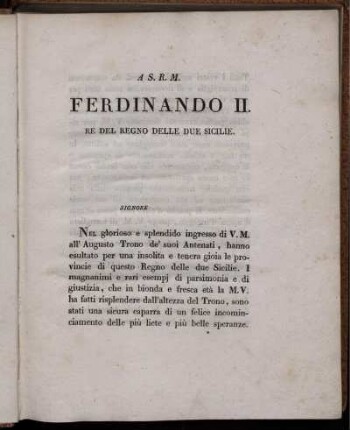 A S. R. M.
FERDINANDO II.
RE DEL REGNO DELLE DUE SICILIE.
SIGNORE
NEL glorioso e splendido ingresso di V. M.
all' Augusto Trono de' suoi Antenati, hanno
esultato per una insolita e tenera gioia le pro-
vincie di questo Regno delle due Sicilie. I
magnanimi e rari esempj di parsimonia e di
giustizia, che in bionda e fresca età la M. V.
ha fatti risplendere dall'altezza del Trono, sono
stati una sicura caparra di un felice incomin-
ciamento delle più liete e più belle speranze.